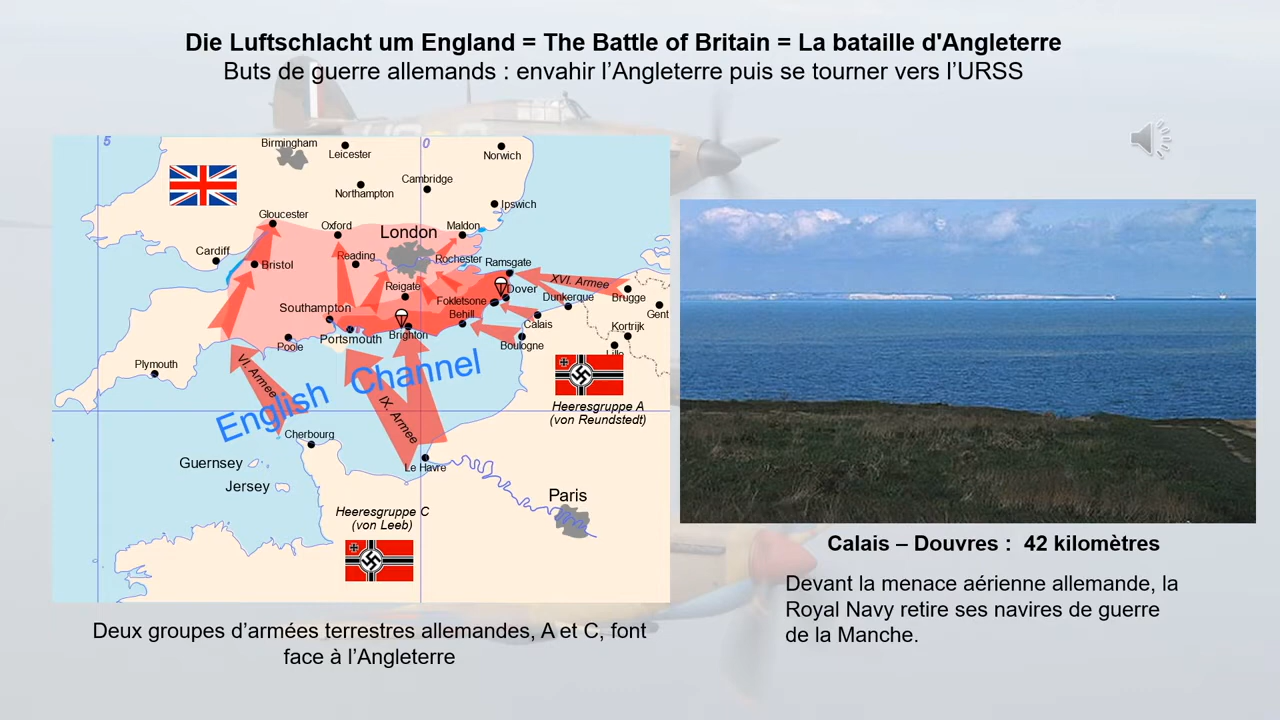 Die Luftschlacht um England = The Battle of Britain = La bataille d'Angleterre
Buts de guerre allemands : envahir l’Angleterre puis se tourner vers l’URSS
5
0
Birmingham
Leicester
Norwich
Northampton
Cambridge
Ipswich
Gloucester
Oxford
London
Maldon
Cardiff
Bristol
Reading
Rochester
Ramsgate
XVI. Armee
Reigate
Dover
Brugge
Fokletsone
Dunkerque
Gent
Southampton
Behill
Calais
Kortrijk
Portsmouth
Brighton
Boulogne
Lille
Poole
Plymouth
VI. Armee
English Channel
IX. Armee
Heeresgruppe A
(von Reundstedt)
Cherbourg
Le Havre
Guernsey
Jersey
Paris
Heeresgruppe C
(von Leeb)
Deux groupes d’armées terrestres allemandes, A et C, font
face à l’Angleterre
Calais – Douvres : 42 kilomètres
Devant la menace aérienne allemande, la
Royal Navy retire ses navires de guerre
de la Manche.